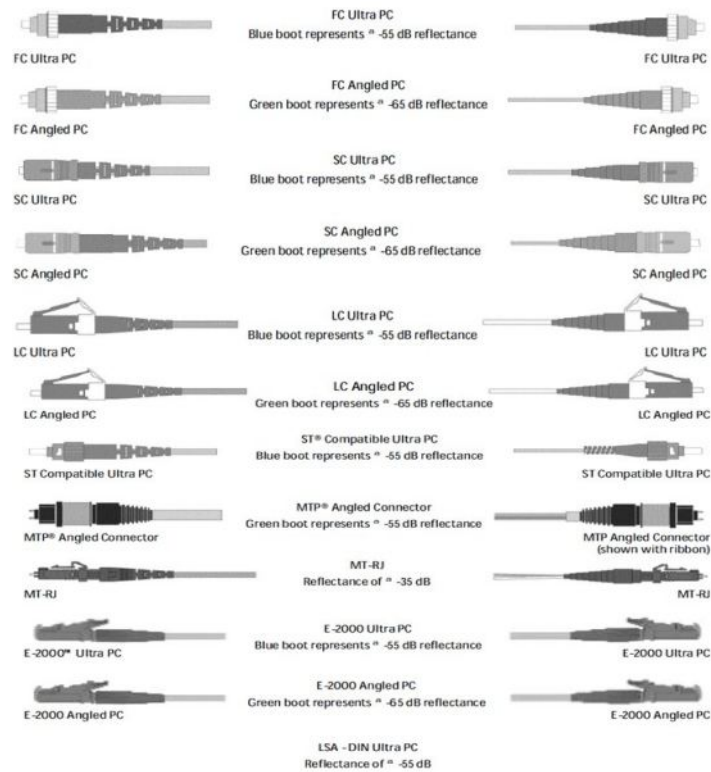 FC Ultra PC
Blue boot represents ª -55 dB reflectance
FC Ultra PC
FC Ultra PC
FC Angled PC
Green boot represents ª -65 dB reflectance
FC Angled PC
FC Angled PC
SC Ultra PC
Blue boot represents ª -55 dB reflectance
SC Ultra PC
SC Ultra PC
SC Angled PC
Green boot represents ª -65 dB reflectance
SC Angled PC
SC Angled PC
LC Ultra PC
Blue boot represents ª -55 dB reflectance
LC Ultra PC
LC Ultra PC
LC Angled PC
Green boot represents ª -65 dB reflectance
LC Angled PC
LC Angled PC
ST® Compatible Ultra PC
Blue boot represents ª -55 dB reflectance
ST Compatible Ultra PC
ST Compatible Ultra PC
MTP® Angled Connector
Green boot represents ª -55 dB reflectance
MTP® Angled Connector
MTP Angled Connector
(shown with ribbon)
MT-RJ
Reflectance of ª -35 dB
MT-RJ
MT-RJ
E-2000 Ultra PC
Blue boot represents ª -55 dB reflectance
E-2000™ Ultra PC
E-2000 Ultra PC
E-2000 Angled PC
Green boot represents ª -65 dB reflectance
E-2000 Angled PC
E-2000 Angled PC
LSA - DIN Ultra PC
Reflectance of ª -55 dB